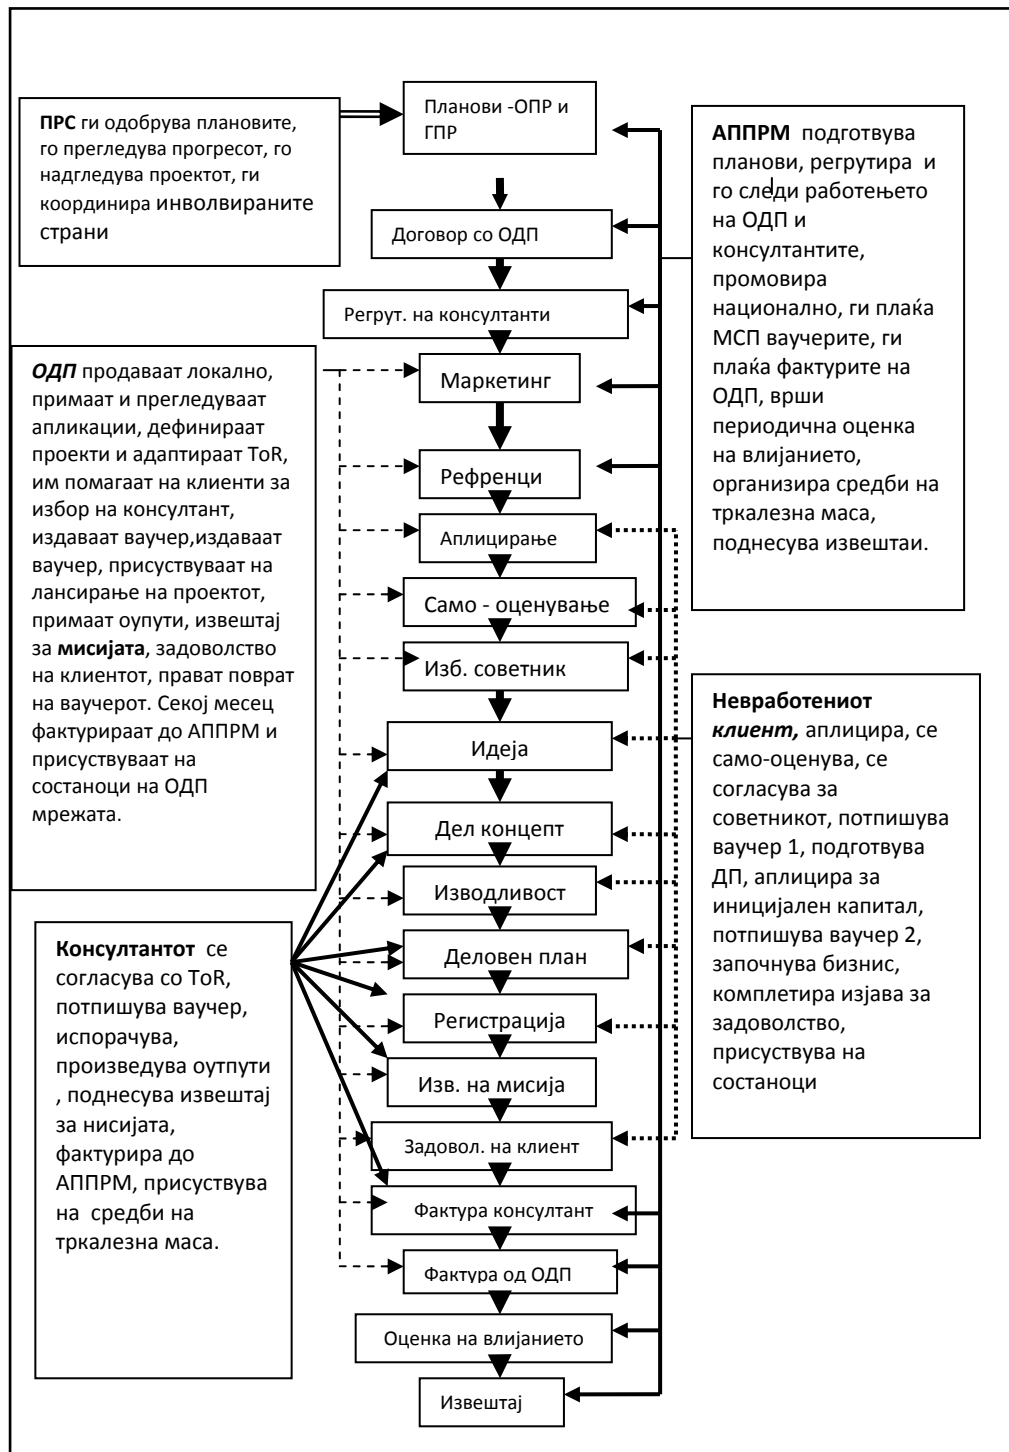 ПРС ги одобрува плановите,
го прегледува прогресот, го
надгледува проектот, ги
координира инволвираните
страни
Планови -ОПР и
ГПР
АППРМ подготвува
планови, регрутира и
го следи работењето
на ОДП и
консултантите,
промовира
национално, ги плаќа
МСП ваучерите, ги
плаќа фактурите на
ОДП, врши
периодична оценка
на влијанието,
организира средби на
тркалезна маса,
поднесува извештаи.
Договор со ОДП
Регрут. на консултанти
ОДП продаваат локално,
примаат и прегледуваат
апликации, дефинираат
проекти и адаптираат ToR,
им помагаат на клиенти за
избор на консултант,
издаваат ваучер,издаваат
ваучер, присуствуваат на
лансирање на проектот,
примаат оупути, извештај
за мисијата, задоволство
на клиентот, прават поврат
на ваучерот. Секој месец
фактурираат до АППРМ и
присуствуваат на
состаноци на ОДП
мрежата.
Маркетинг
Рефренци
Аплицирање
Само - оценување
Изб. советник
Идеја
Дел концепт
Изводливост
Деловен план
Регистрација
Изв. на мисија
Задовол. на клиент
Фактура консултант
Фактура од ОДП
Оценка на влијанието
Извештај
Невработениот
клиент, аплицира, се
само-оценува, се
согласува за
советникот, потпишува
ваучер 1, подготвува
ДП, аплицира за
иницијален капитал,
потпишува ваучер 2,
започнува бизнис,
комплетира изјава за
задоволство,
присуствува на
состаноци
Консултантот се
согласува со ToR,
потпишува ваучер,
испорачува,
произведува оутпути
, поднесува извештај
за нисијата,
фактурира до
АППРМ, присуствува
на средби на
тркалезна маса.